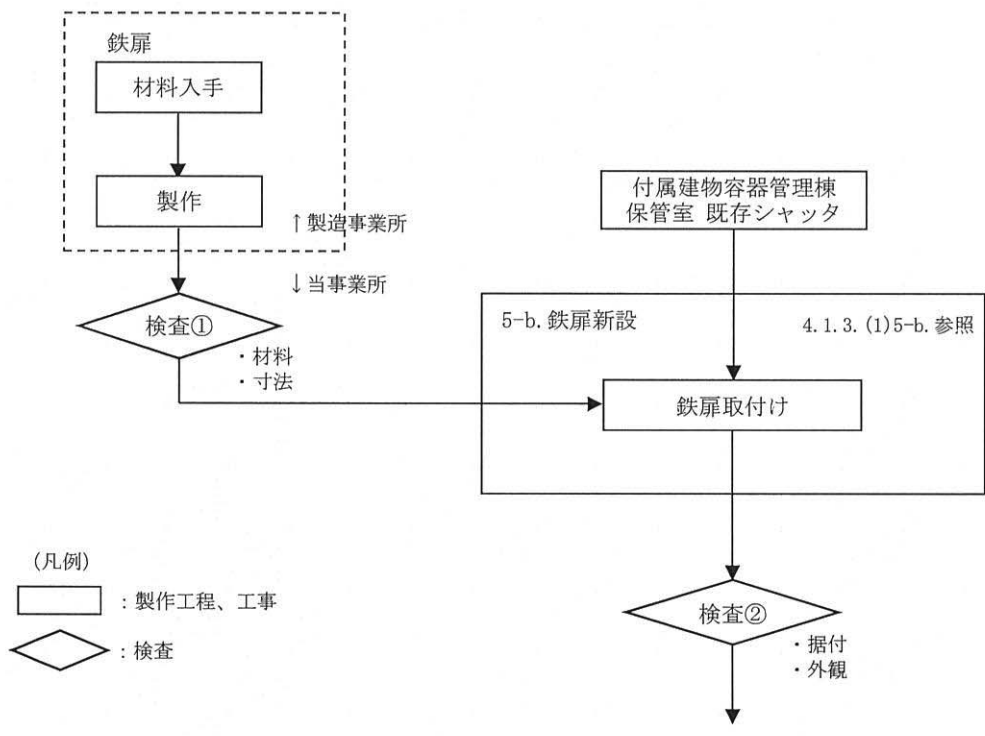 鉄扉
材料入手
製作
↑製造事業所
↓当事業所
検査①
・材料
・寸法
付属建物容器管理棟
保管室 既存シャッタ
5-b. 鉄扉新設
4.1.3.(1)5-b.参照
鉄扉取付け
検査②
・据付
・外観
(凡例)
：製作工程、工事
：検査